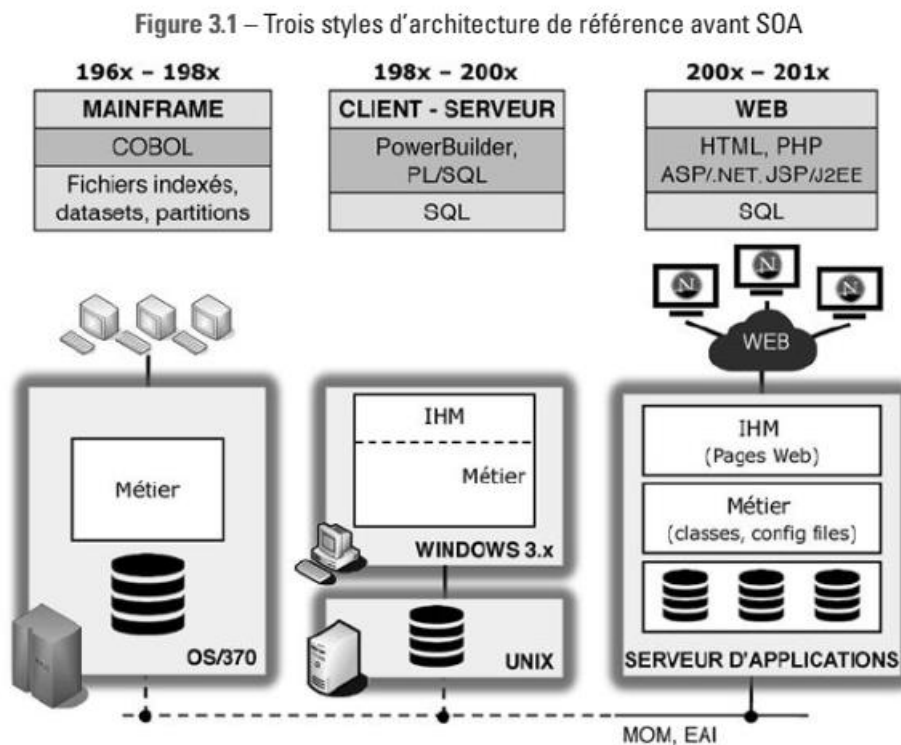 Figure 3.1 – Trois styles d'architecture de référence avant SOA
196x – 198x
MAINFRAME
COBOL
Fichiers indexés,
datasets, partitions
198x – 200x
CLIENT - SERVEUR
PowerBuilder,
PL/SQL
SQL
200x – 201x
WEB
HTML, PHP
ASP/.NET, JSP/J2EE
SQL
Métier
OS/370
IHM
Métier
WINDOWS 3.x
UNIX
N
N
N
WEB
IHM
(Pages Web)
Métier
(classes, config files)
SERVEUR D'APPLICATIONS
MOM, EAI